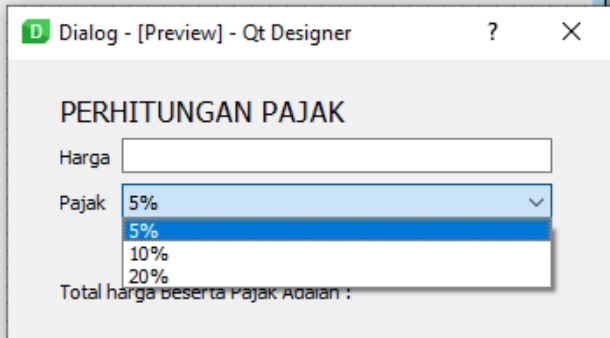 Dialog - [Preview] - Qt Designer
PERHITUNGAN PAJAK
Harga
Pajak 5%
5%
10%
20%
Total harga Beserta Pajak Adalah :